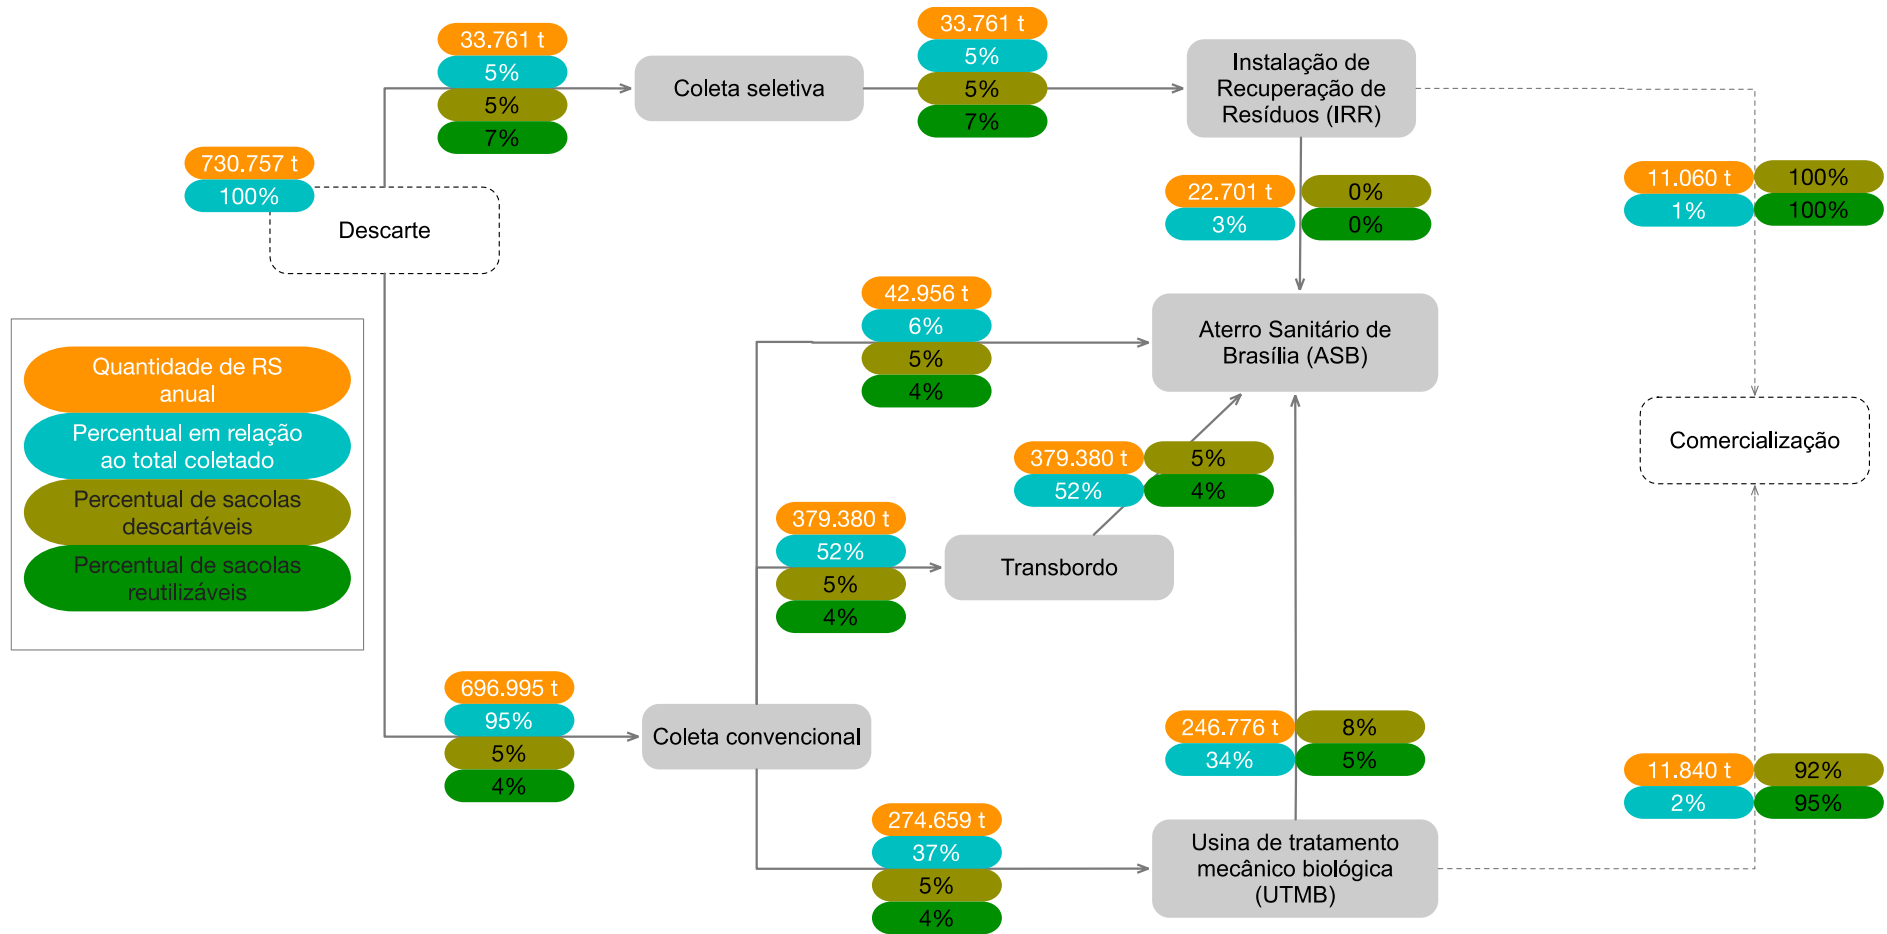 33.761 t
5%
5%
7%
Coleta seletiva
33.761 t
5%
5%
7%
Instalação de
Recuperação de
Resíduos (IRR)
730.757 t
100%
Descarte
22.701 t
3%
0%
0%
11.060 t
1%
100%
100%
42.956 t
6%
5%
4%
Aterro Sanitário de
Brasília (ASB)
Quantidade de RS
anual
Percentual em relação
ao total coletado
Percentual de sacolas
descartáveis
Percentual de sacolas
reutilizáveis
379.380 t
52%
5%
4%
Comercialização
379.380 t
52%
5%
4%
Transbordo
696.995 t
95%
5%
4%
Coleta convencional
246.776 t
34%
8%
5%
11.840 t
2%
92%
95%
274.659 t
37%
5%
4%
Usina de tratamento
mecânico biológica
(UTMB)